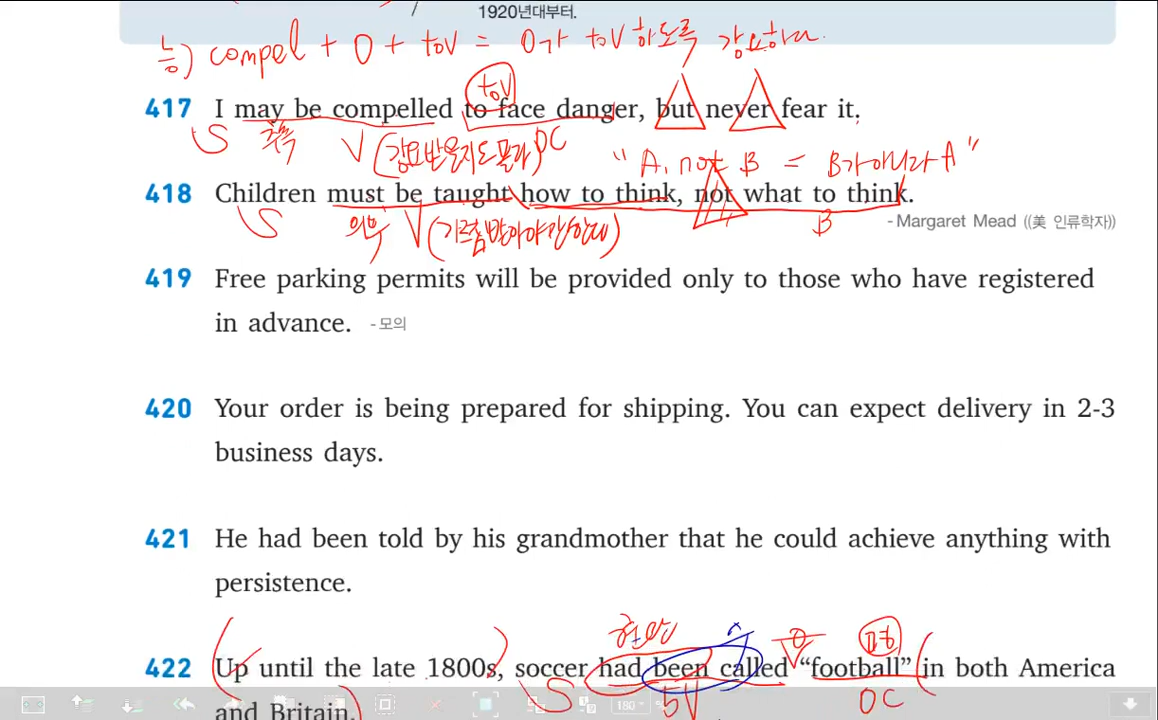 1920년대부터.
능) compel + O + toV = O가 toV 하도록 강요하다.
toV
417 I may be compelled to face danger, but never fear it.
S 추측 V (강요받을지도 몰라) OC "A, not B = B가 아니라 A"
418 Children must be taught how to think, not what to think.
S 의무 V (가르침받아야만 한대) B
- Margaret Mead ((美 인류학자))
419 Free parking permits will be provided only to those who have registered
in advance. - 모의
420 Your order is being prepared for shipping. You can expect delivery in 2-3
business days.
421 He had been told by his grandmother that he could achieve anything with
persistence.
422 Up until the late 1800s, soccer had been called “football” in both America
S 5V OC
180
and Britain.